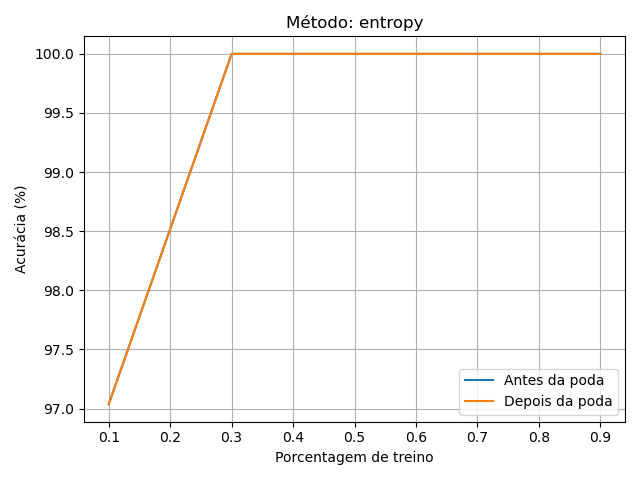 Método: entropy
Acurácia (%)
100.0
99.5
99.0
98.5
98.0
97.5
97.0
Antes da poda
Depois da poda
0.1 0.2 0.3 0.4 0.5 0.6 0.7 0.8 0.9
Porcentagem de treino